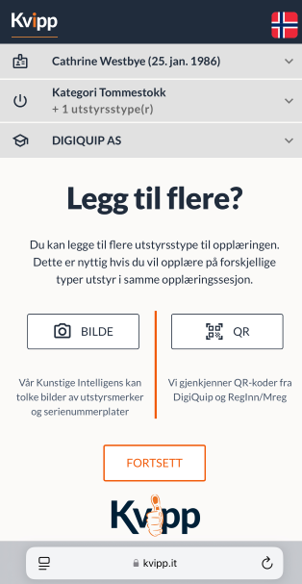 Kvipp
Cathrine Westbye (25. jan. 1986)
Kategori Tommestokk
+ 1 utstyrsstype(r)
DIGIQUIP AS
Legg til flere?
Du kan legge til flere utstyrsstype til opplæringen.
Dette er nyttig hvis du vil opplære på forskjellige
typer utstyr i samme opplæringssesjon.
BILDE
QR
Vår Kunstige Intelligens kan
tolke bilder av utstyrsmerker
og serienummerplater
Vi gjenkjenner QR-koder fra
DigiQuip og RegInn/Mreg
FORTSETT
Kvipp
kvipp.it